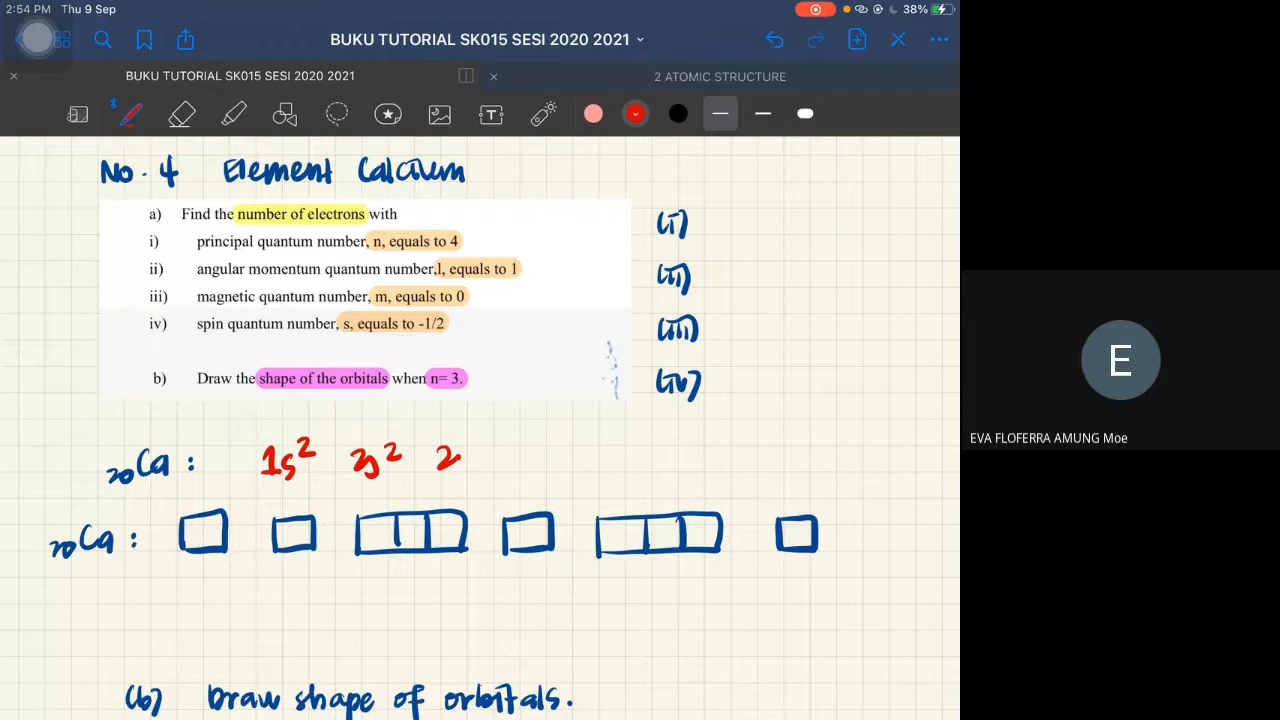 2:54 PM Thu 9 Sep
38%
BUKU TUTORIAL SK015 SESI 2020 2021
BUKU TUTORIAL SK015 SESI 2020 2021
2 ATOMIC STRUCTURE
No. 4 Element Calcium
a) Find the number of electrons with
i) principal quantum number, n, equals to 4
ii) angular momentum quantum number,l, equals to 1
iii) magnetic quantum number, m, equals to 0
iv) spin quantum number, s, equals to -1/2
b) Draw the shape of the orbitals when n= 3.
(i)
(ii)
(iii)
(iv)
20Ca : 1s² 2s² 2
20Ca :
(b) Draw shape of orbitals.
E
EVA FLOFERRA AMUNG Moe